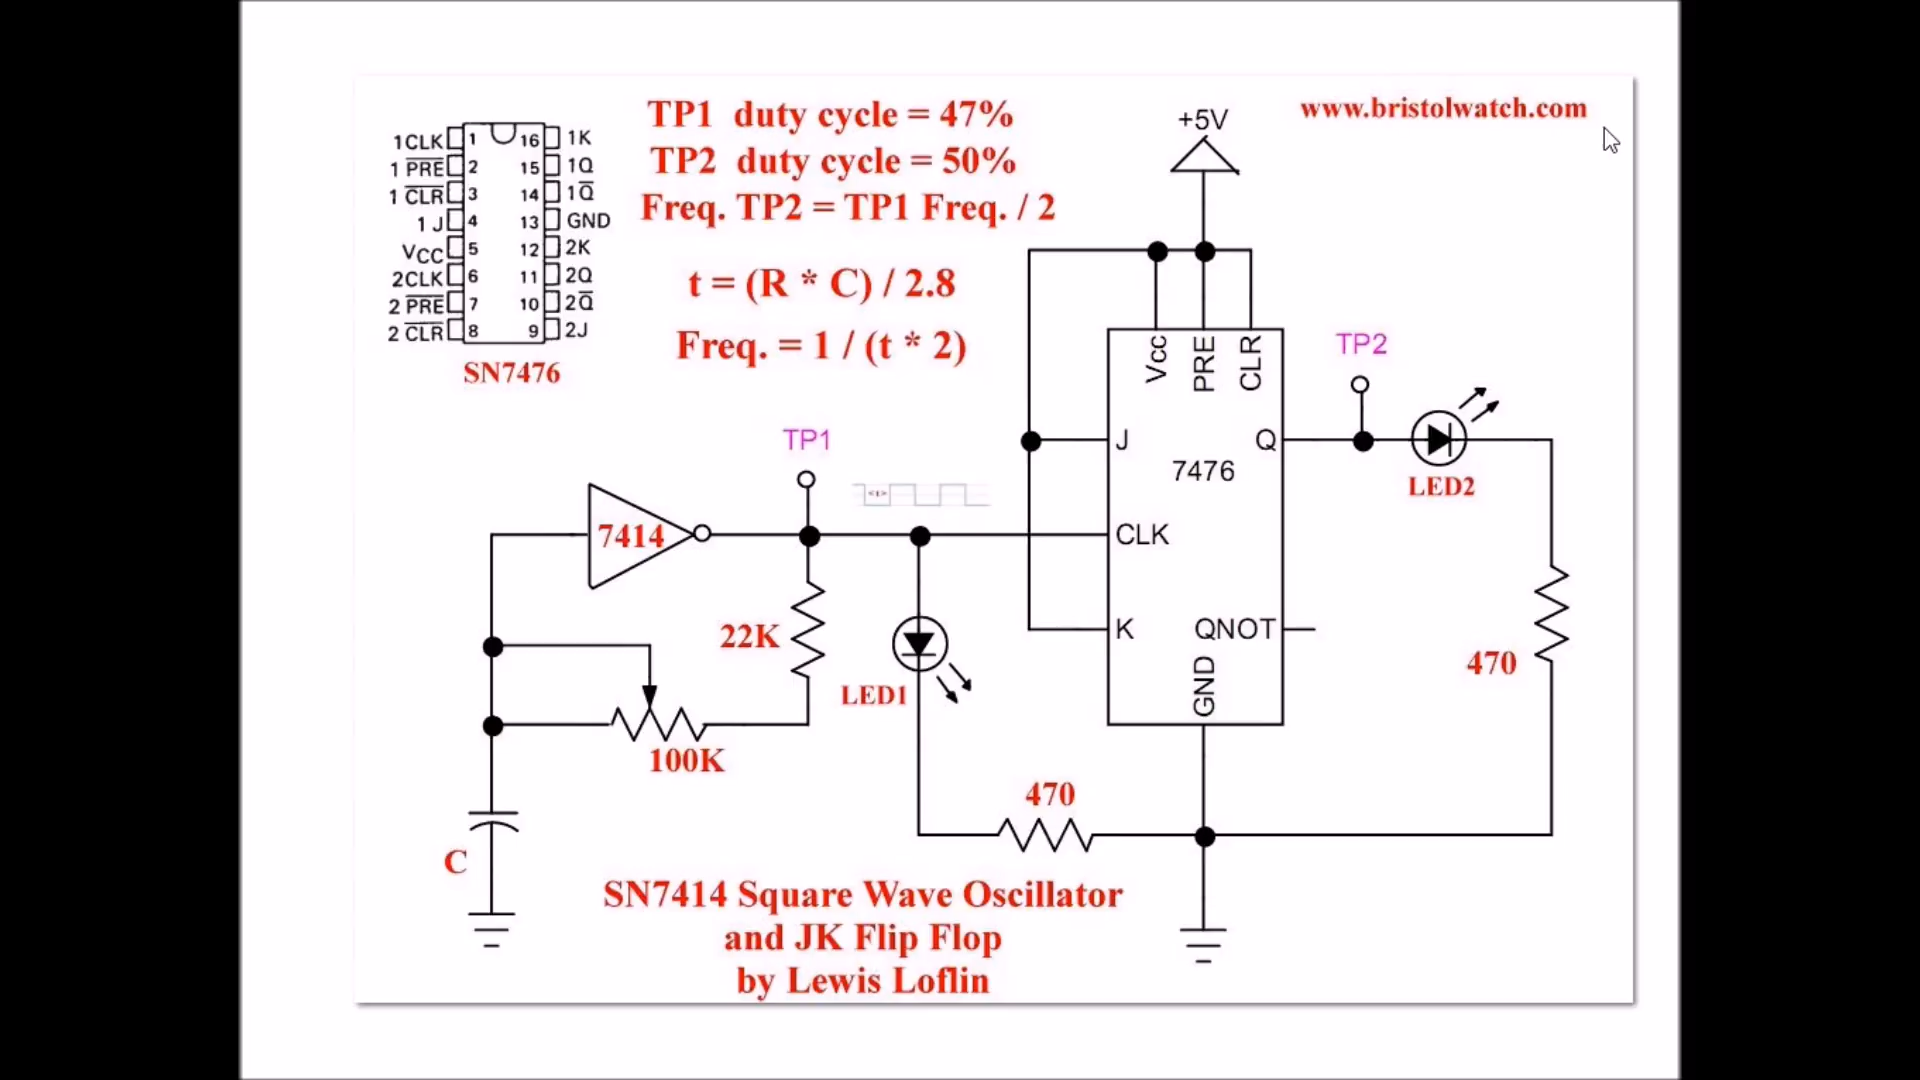 TP1 duty cycle = 47%
TP2 duty cycle = 50%
Freq. TP2 = TP1 Freq. / 2
t = (R * C) / 2.8
Freq. = 1 / (t * 2)
www.bristolwatch.com
1CLK 1 16 1K
1 PRE 2 15 1Q
1 CLR 3 14 1Q̅
1 J 4 13 GND
VCC 5 12 2K
2CLK 6 11 2Q
2 PRE 7 10 2Q̅
2 CLR 8 9 2J
SN7476
+5V
Vcc PRE CLR
TP2
J Q
7476
LED2
TP1
<t>
7414
CLK
22K
K QNOT
LED1
GND
470
100K
470
C
SN7414 Square Wave Oscillator
and JK Flip Flop
by Lewis Loflin